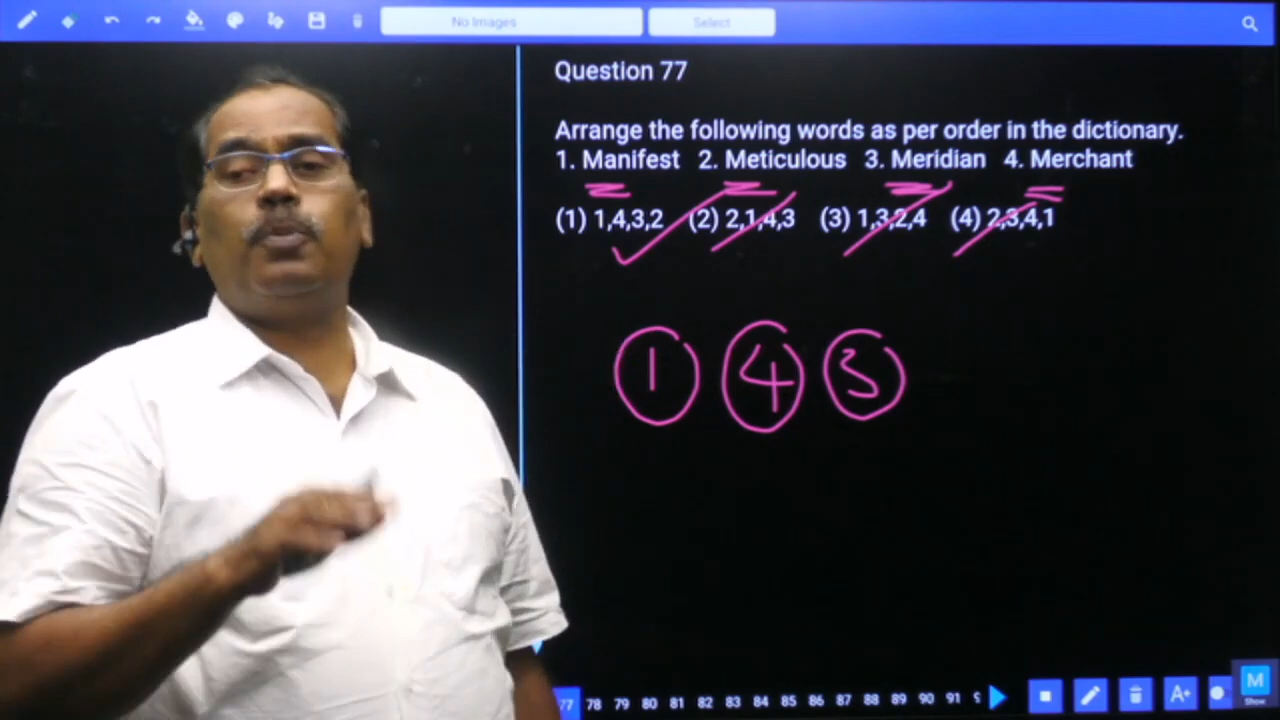 No Images
Select
Question 77
Arrange the following words as per order in the dictionary.
1. Manifest 2. Meticulous 3. Meridian 4. Merchant
(1) 1,4,3,2 (2) 2,1,4,3 (3) 1,3,2,4 (4) 2,3,4,1
1 4 3
77 78 79 80 81 82 83 84 85 86 87 88 89 90 91
A+
M
Show